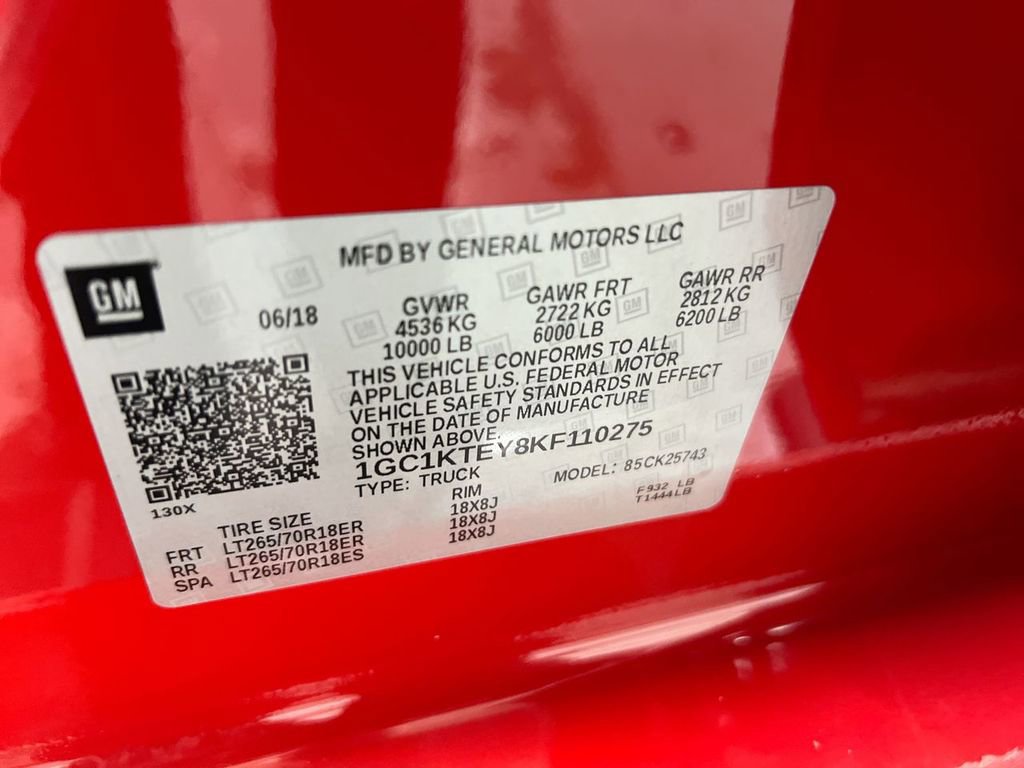 GM
MFD BY GENERAL MOTORS LLC
06/18
GVWR
4536 KG
10000 LB
GAWR FRT
2722 KG
6000 LB
GAWR RR
2812 KG
6200 LB
THIS VEHICLE CONFORMS TO ALL
APPLICABLE U.S. FEDERAL MOTOR
VEHICLE SAFETY STANDARDS IN EFFECT
ON THE DATE OF MANUFACTURE
SHOWN ABOVE.
1GC1KTEY8KF110275
TYPE: TRUCK
MODEL: 85CK25743
130X
TIRE SIZE
RIM
F932 LB
T1444LB
FRT LT265/70R18ER 18X8J
RR LT265/70R18ER 18X8J
SPA LT265/70R18ES 18X8J